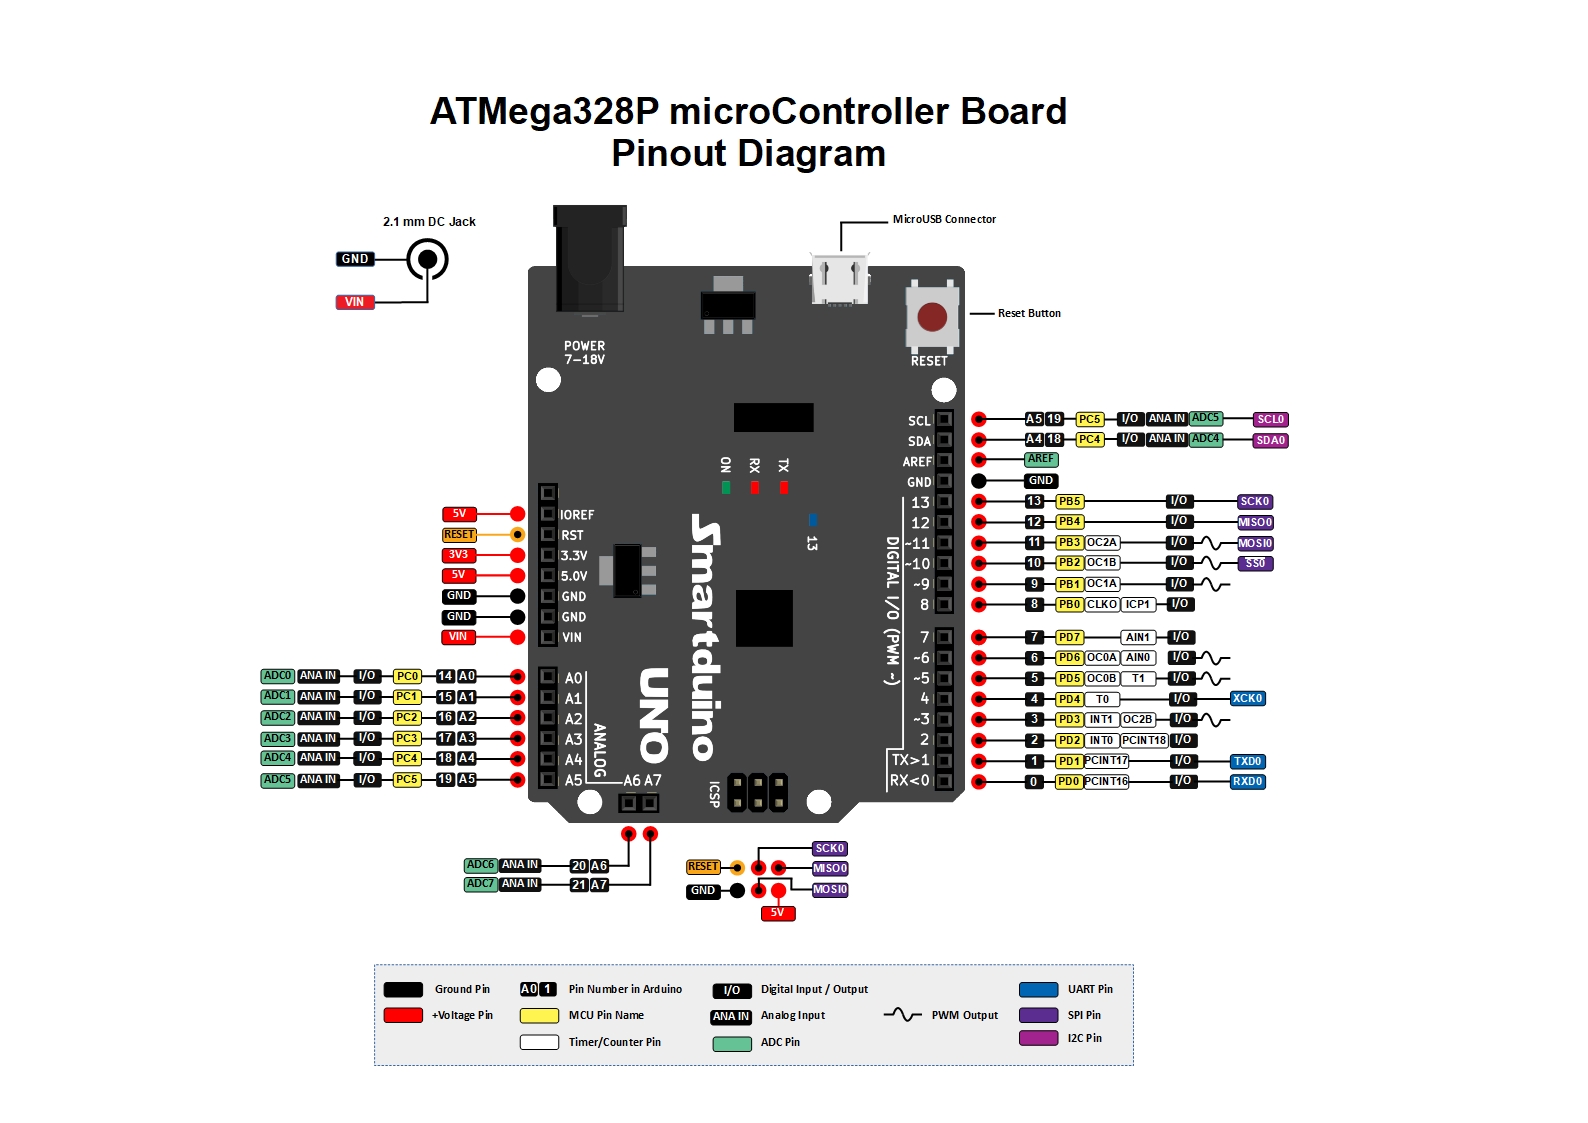 ATMega328P microController Board
Pinout Diagram
2.1 mm DC Jack
GND
VIN
MicroUSB Connector
Reset Button
POWER
7-18V
RESET
SCL
SDA
AREF
GND
13
12
~11
~10
~9
8
7
~6
~5
4
~3
2
TX>1
RX<0
DIGITAL I/O (PWM ~)
ON
RX
TX
13
IOREF
RST
3.3V
5.0V
GND
GND
VIN
A0
A1
A2
A3
A4
A5
ANALOG
A6 A7
ICSP
Smartduino
UNO
5V
RESET
3V3
5V
GND
GND
VIN
ADC0 ANA IN I/O PC0 14 A0
ADC1 ANA IN I/O PC1 15 A1
ADC2 ANA IN I/O PC2 16 A2
ADC3 ANA IN I/O PC3 17 A3
ADC4 ANA IN I/O PC4 18 A4
ADC5 ANA IN I/O PC5 19 A5
A5 19 PC5 I/O ANA IN ADC5 SCL0
A4 18 PC4 I/O ANA IN ADC4 SDA0
AREF
GND
13 PB5 I/O SCK0
12 PB4 I/O MISO0
11 PB3 OC2A I/O MOSI0
10 PB2 OC1B I/O SS0
9 PB1 OC1A I/O
8 PB0 CLKO ICP1 I/O
7 PD7 AIN1 I/O
6 PD6 OC0A AIN0 I/O
5 PD5 OC0B T1 I/O
4 PD4 T0 I/O XCK0
3 PD3 INT1 OC2B I/O
2 PD2 INT0 PCINT18 I/O
1 PD1 PCINT17 I/O TXD0
0 PD0 PCINT16 I/O RXD0
ADC6 ANA IN 20 A6
ADC7 ANA IN 21 A7
SCK0
RESET MISO0
GND MOSI0
5V
Ground Pin
+Voltage Pin
A0 1 Pin Number in Arduino
MCU Pin Name
Timer/Counter Pin
I/O Digital Input / Output
ANA IN Analog Input
ADC Pin
PWM Output
UART Pin
SPI Pin
I2C Pin